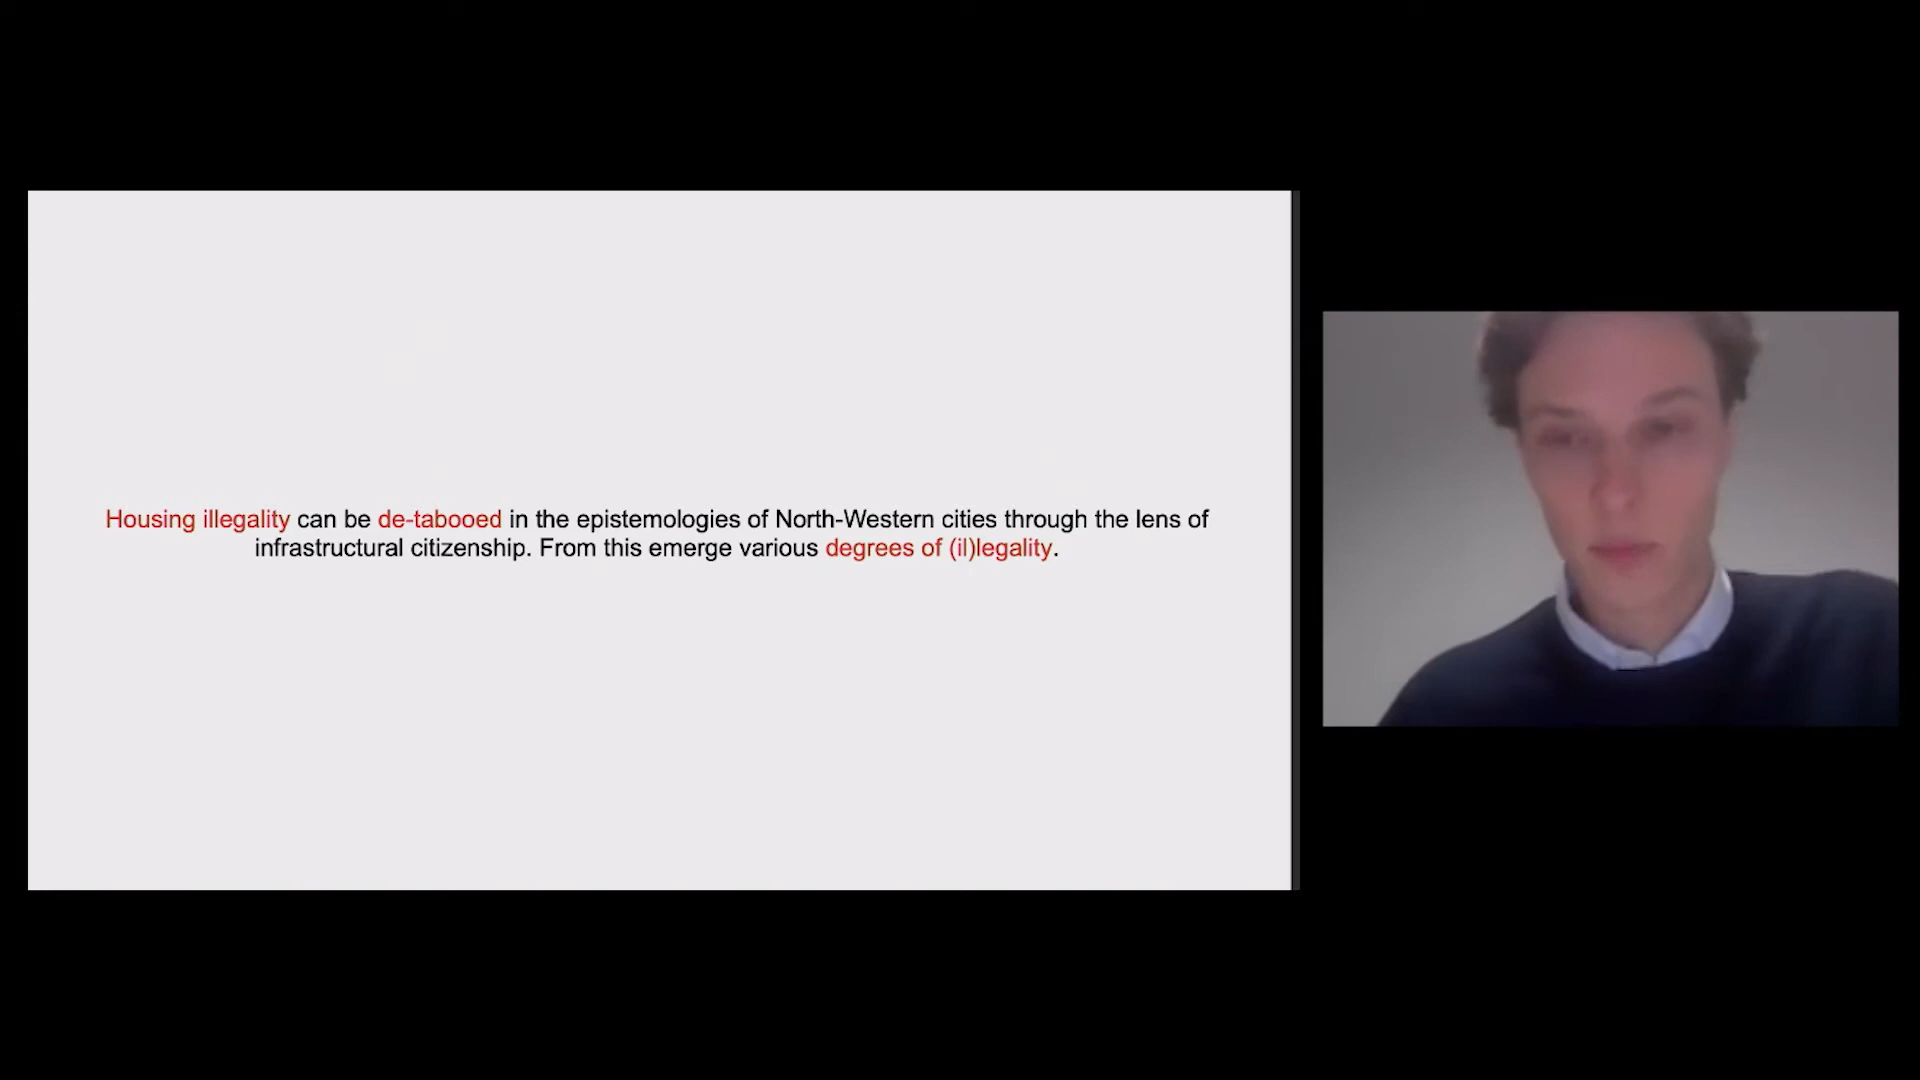 Housing illegality can be de-tabooed in the epistemologies of North-Western cities through the lens of
infrastructural citizenship. From this emerge various degrees of (il)legality.